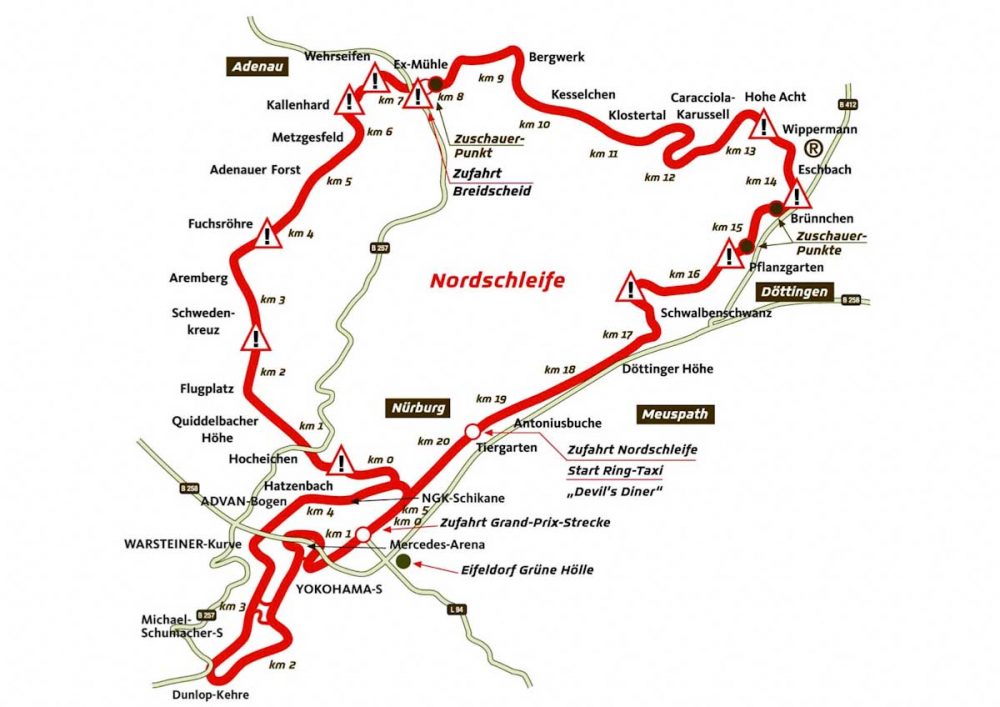 Wehrseifen
Adenau
Ex-Mühle
Bergwerk
km 9
km 7
km 8
Kallenhard
Kesselchen
Caracciola-
Karussell
Hohe Acht
B 412
Klostertal
km 10
Wippermann
R
km 6
Metzgesfeld
Zuschauer-
Punkt
km 11
km 13
km 12
Eschbach
Adenauer Forst
km 5
Zufahrt
Breidscheid
km 14
Brünnchen
km 15
Zuschauer-
Punkte
Fuchsröhre
km 4
B 257
Pflanzgarten
km 16
Aremberg
Nordschleife
Döttingen
km 3
B 258
Schweden-
kreuz
Schwalbenschwanz
km 17
km 2
km 18
Döttinger Höhe
Flugplatz
km 19
Nürburg
Meuspath
Quiddelbacher
Höhe
km 1
Antoniusbuche
km 20
Tiergarten
Zufahrt Nordschleife
Start Ring-Taxi
„Devil's Diner“
Hocheichen
km 0
Hatzenbach
B 258
ADVAN-Bogen
NGK-Schikane
km 4
km 5
km 0
Zufahrt Grand-Prix-Strecke
km 1
WARSTEINER-Kurve
Mercedes-Arena
Eifeldorf Grüne Hölle
YOKOHAMA-S
km 3
B 257
L 94
Michael-
Schumacher-S
km 2
Dunlop-Kehre